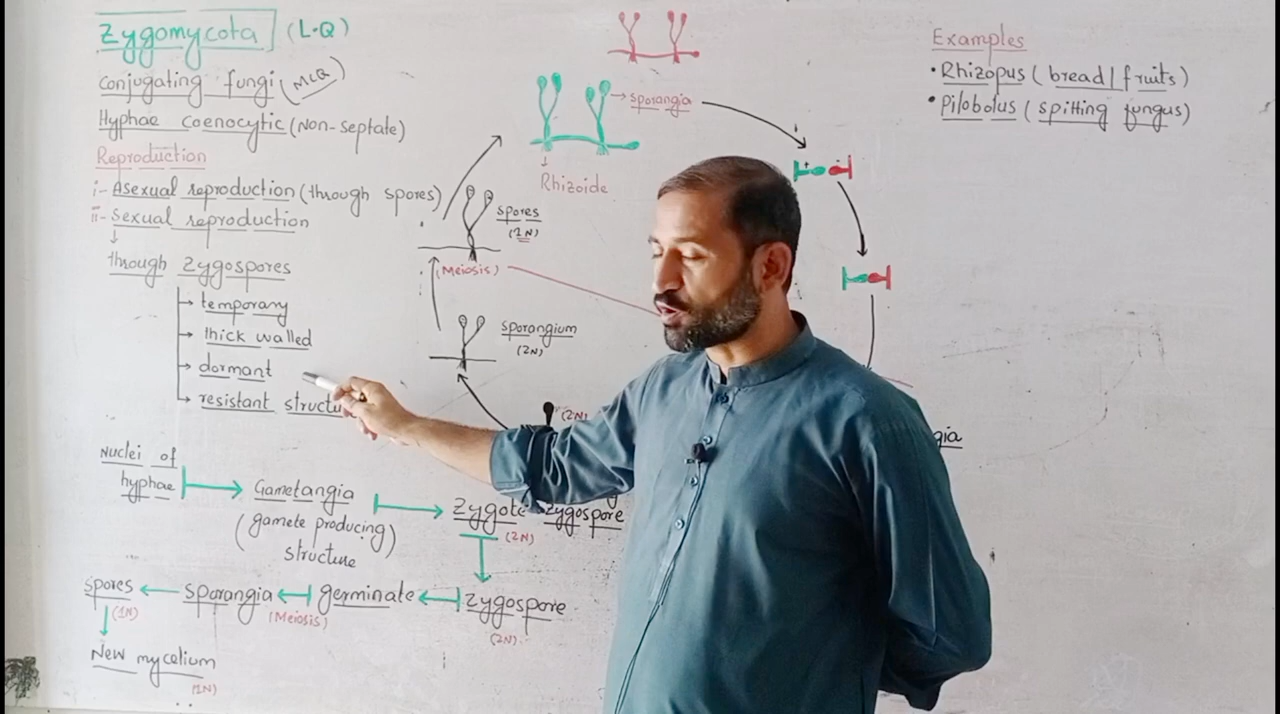 Zygomycota (L.Q)
Conjugating fungi (MCQ)
Hyphae coenocytic (Non-septate)
Reproduction
i- Asexual reproduction (through spores)
ii- Sexual reproduction
through Zygospores
temporary
thick walled
dormant
resistant structu
Nuclei of
hyphae
Gametangia
(gamete producing)
structure
Zygote
(2N)
Zygospore
Zygospore
(2N)
germinate
(Meiosis)
sporangia
spores
(1N)
New mycelium
(1N)
sporangia
Rhizoide
spores
(1N)
(Meiosis)
sporangium
(2N)
(2N)
gia
Examples
• Rhizopus (bread/fruits)
• Pilobolus (spitting fungus)